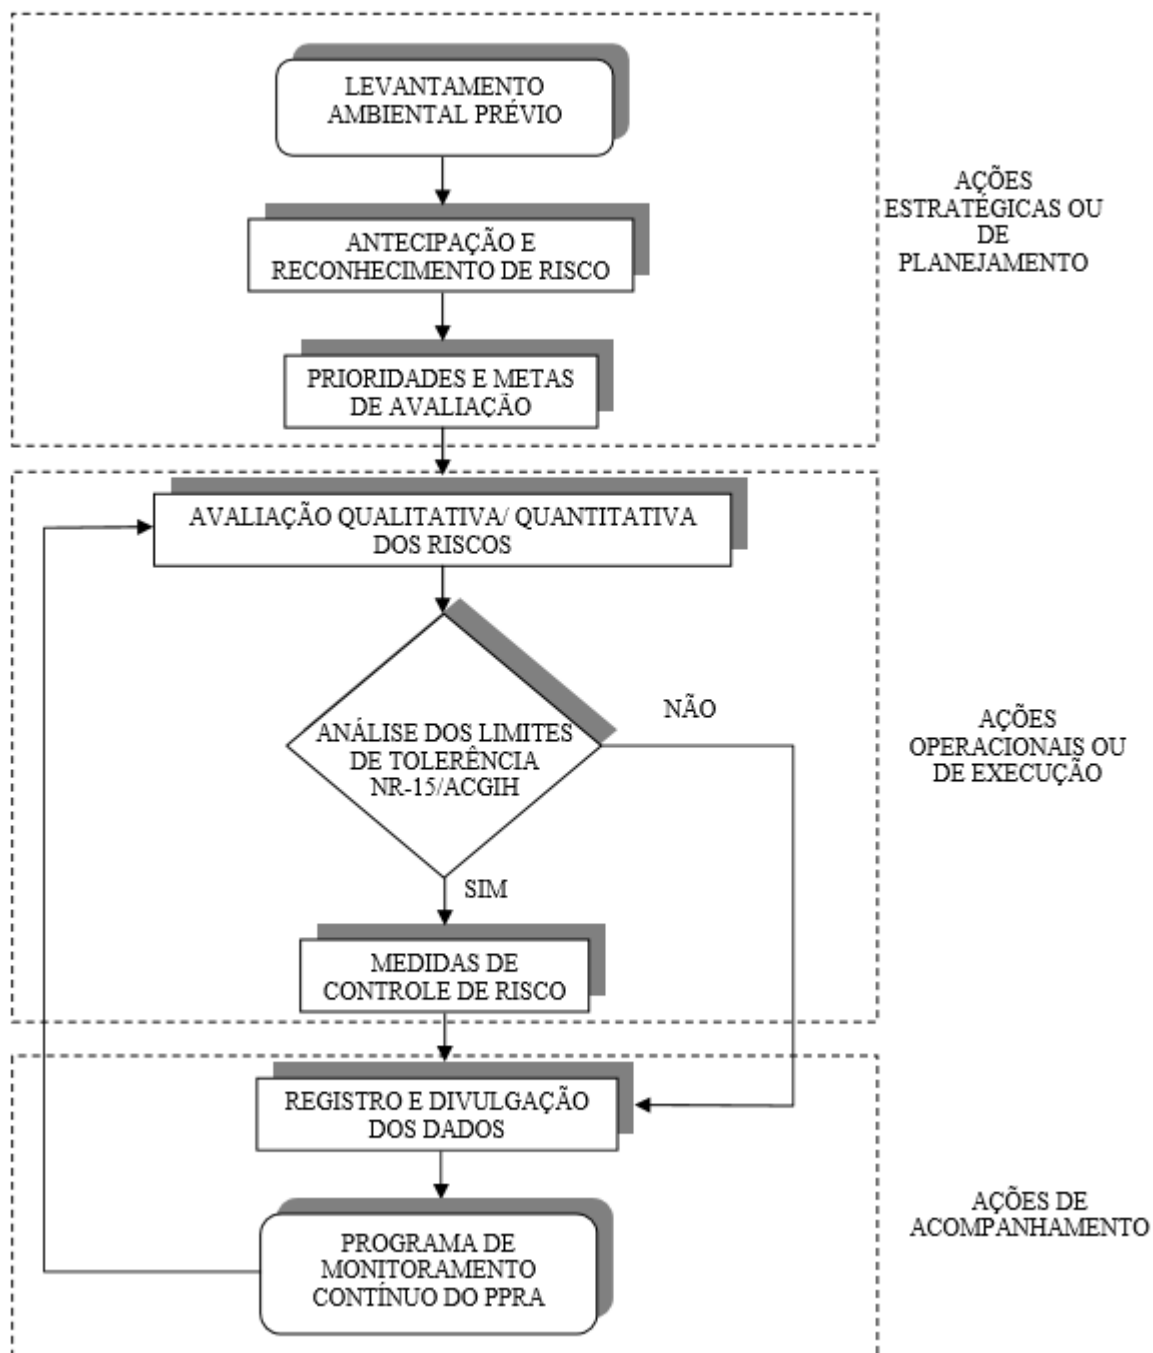 LEVANTAMENTO
AMBIENTAL PRÉVIO
ANTECIPAÇÃO E
RECONHECIMENTO DE RISCO
PRIORIDADES E METAS
DE AVALIAÇÃO
AÇÕES
ESTRATÉGICAS OU
DE
PLANEJAMENTO
AVALIAÇÃO QUALITATIVA/ QUANTITATIVA
DOS RISCOS
ANÁLISE DOS LIMITES
DE TOLERÊNCIA
NR-15/ACGIH
NÃO
SIM
MEDIDAS DE
CONTROLE DE RISCO
AÇÕES
OPERACIONAIS OU
DE EXECUÇÃO
REGISTRO E DIVULGAÇÃO
DOS DADOS
PROGRAMA DE
MONITORAMENTO
CONTÍNUO DO PPRA
AÇÕES DE
ACOMPANHAMENTO